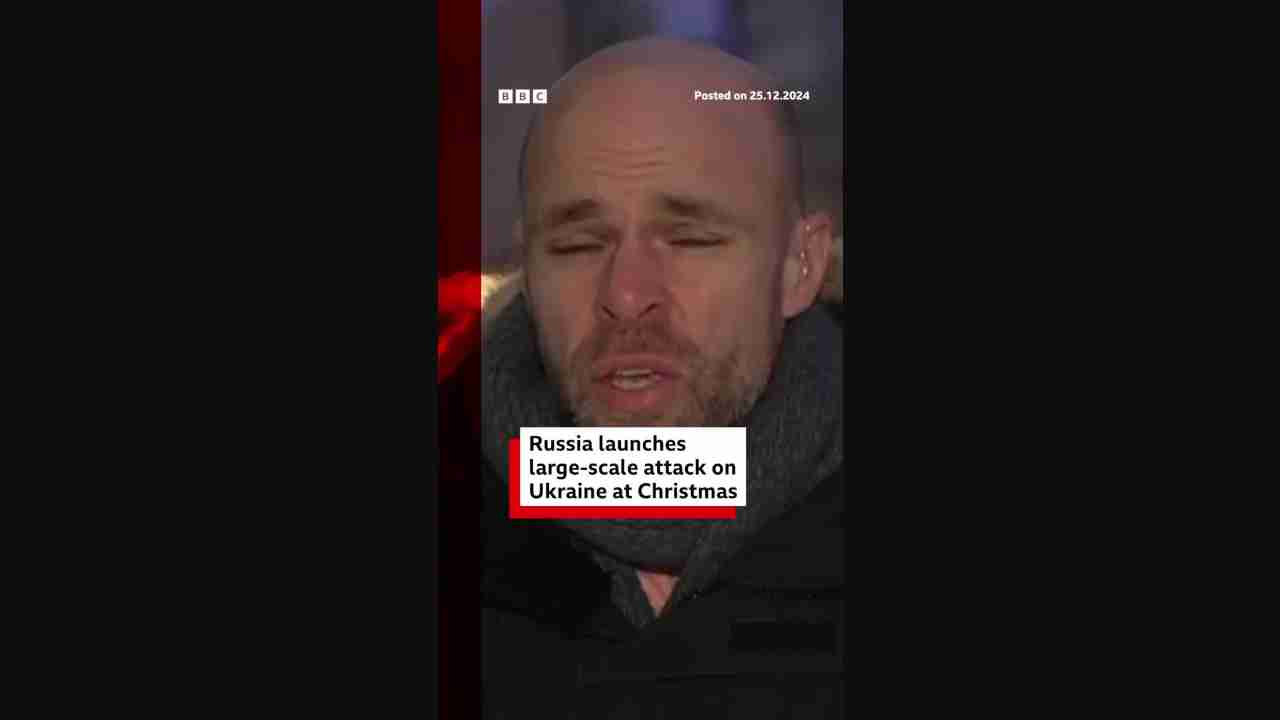 BBC
Posted on 25.12.2024
Russia launches
large-scale attack on
Ukraine at Christmas